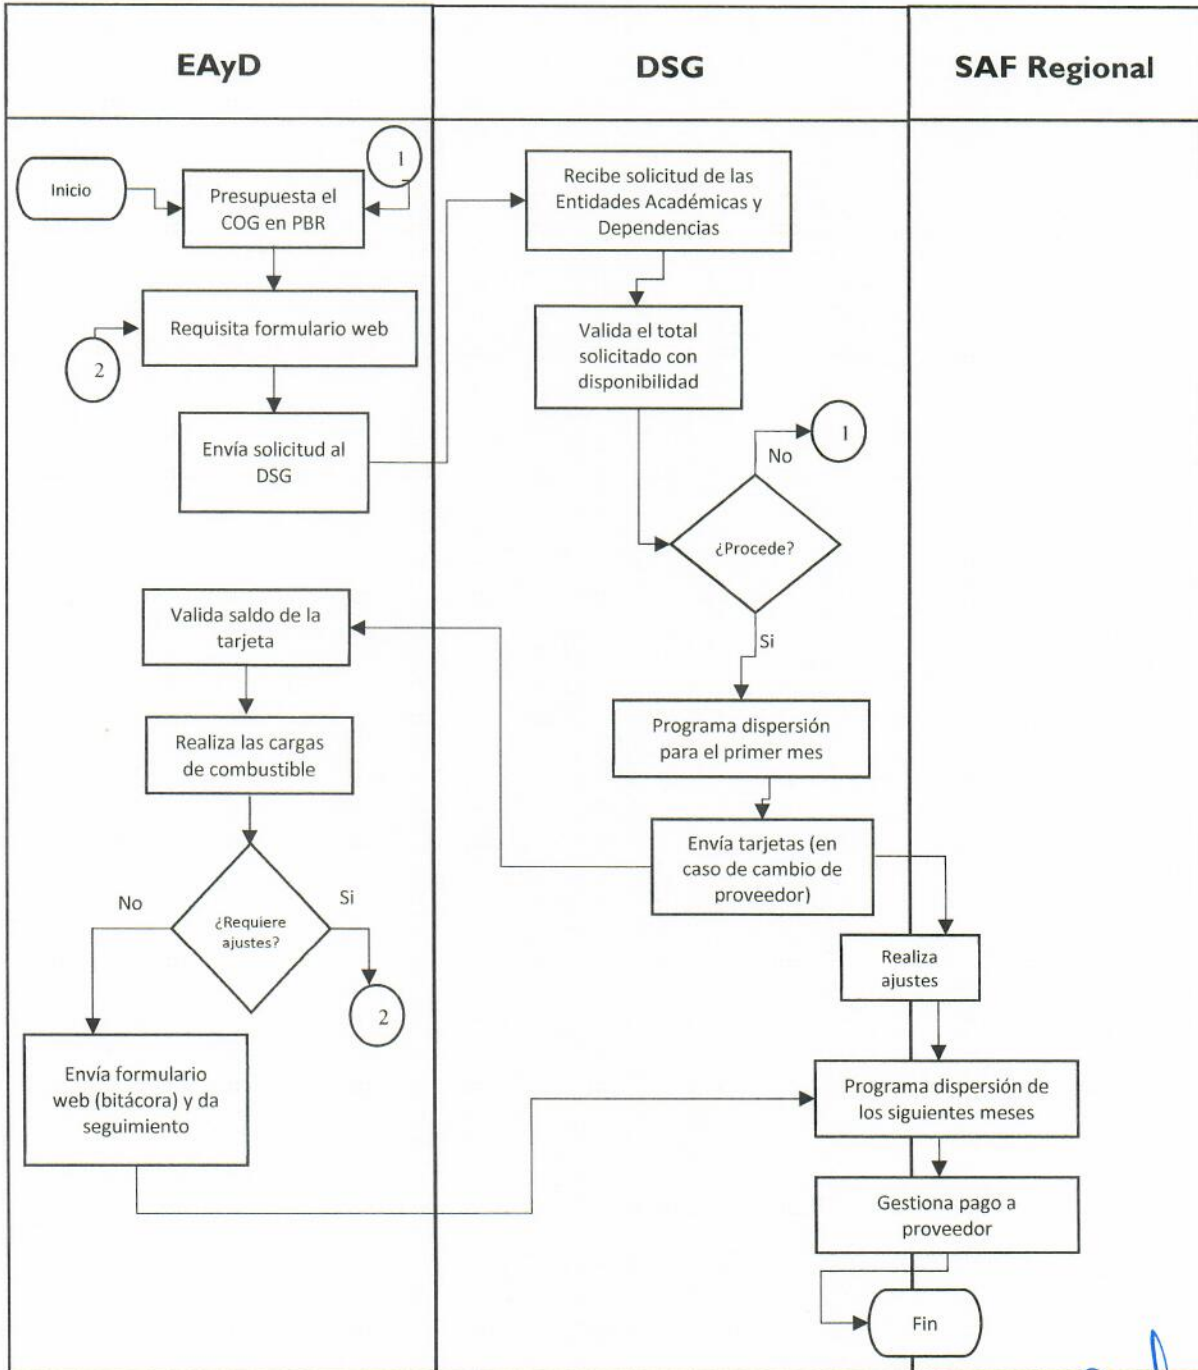 EAyD
DSG
SAF Regional
Inicio
1
Presupuesta el
COG en PBR
Requisita formulario web
2
Envía solicitud al
DSG
Recibe solicitud de las
Entidades Académicas y
Dependencias
Valida el total
solicitado con
disponibilidad
1
No
¿Procede?
Si
Programa dispersión
para el primer mes
Envía tarjetas (en
caso de cambio de
proveedor)
Valida saldo de la
tarjeta
Realiza las cargas
de combustible
No
¿Requiere
ajustes?
Si
2
Envía formulario
web (bitácora) y da
seguimiento
Realiza
ajustes
Programa dispersión de
los siguientes meses
Gestiona pago a
proveedor
Fin